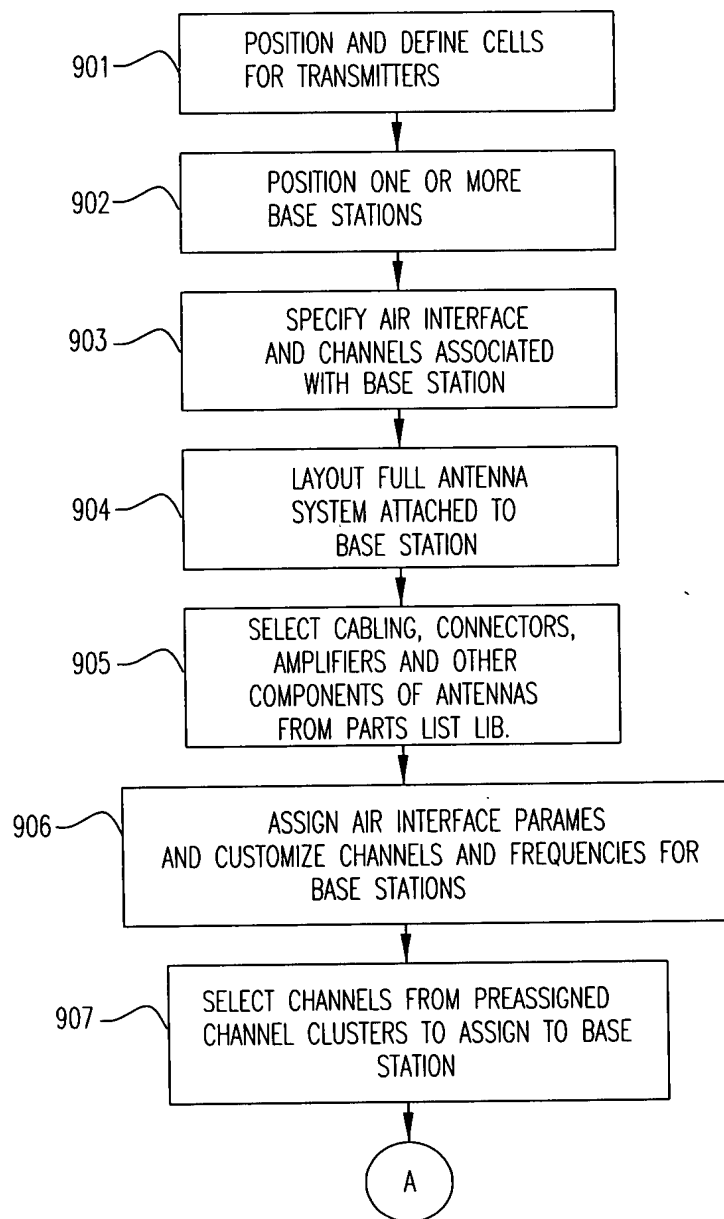 901
POSITION AND DEFINE CELLS
FOR TRANSMITTERS
902
POSITION ONE OR MORE
BASE STATIONS
903
SPECIFY AIR INTERFACE
AND CHANNELS ASSOCIATED
WITH BASE STATION
904
LAYOUT FULL ANTENNA
SYSTEM ATTACHED TO
BASE STATION
905
SELECT CABLING, CONNECTORS,
AMPLIFIERS AND OTHER
COMPONENTS OF ANTENNAS
FROM PARTS LIST LIB.
906
ASSIGN AIR INTERFACE PARAMES
AND CUSTOMIZE CHANNELS AND FREQUENCIES FOR
BASE STATIONS
907
SELECT CHANNELS FROM PREASSIGNED
CHANNEL CLUSTERS TO ASSIGN TO BASE
STATION
A